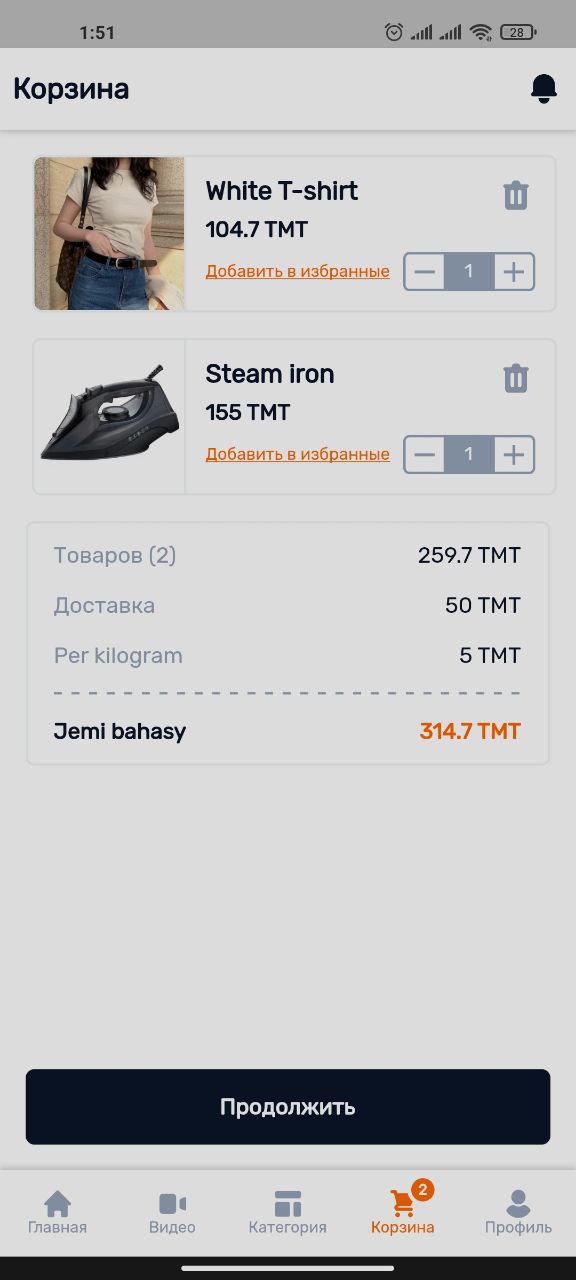 1:51
28
Корзина
White T-shirt
104.7 TMT
Добавить в избранные
1
Steam iron
155 TMT
Добавить в избранные
1
Товаров (2) 259.7 TMT
Доставка 50 TMT
Per kilogram 5 TMT
Jemi bahasy 314.7 TMT
Продолжить
2
Главная Видео Категория Корзина Профиль